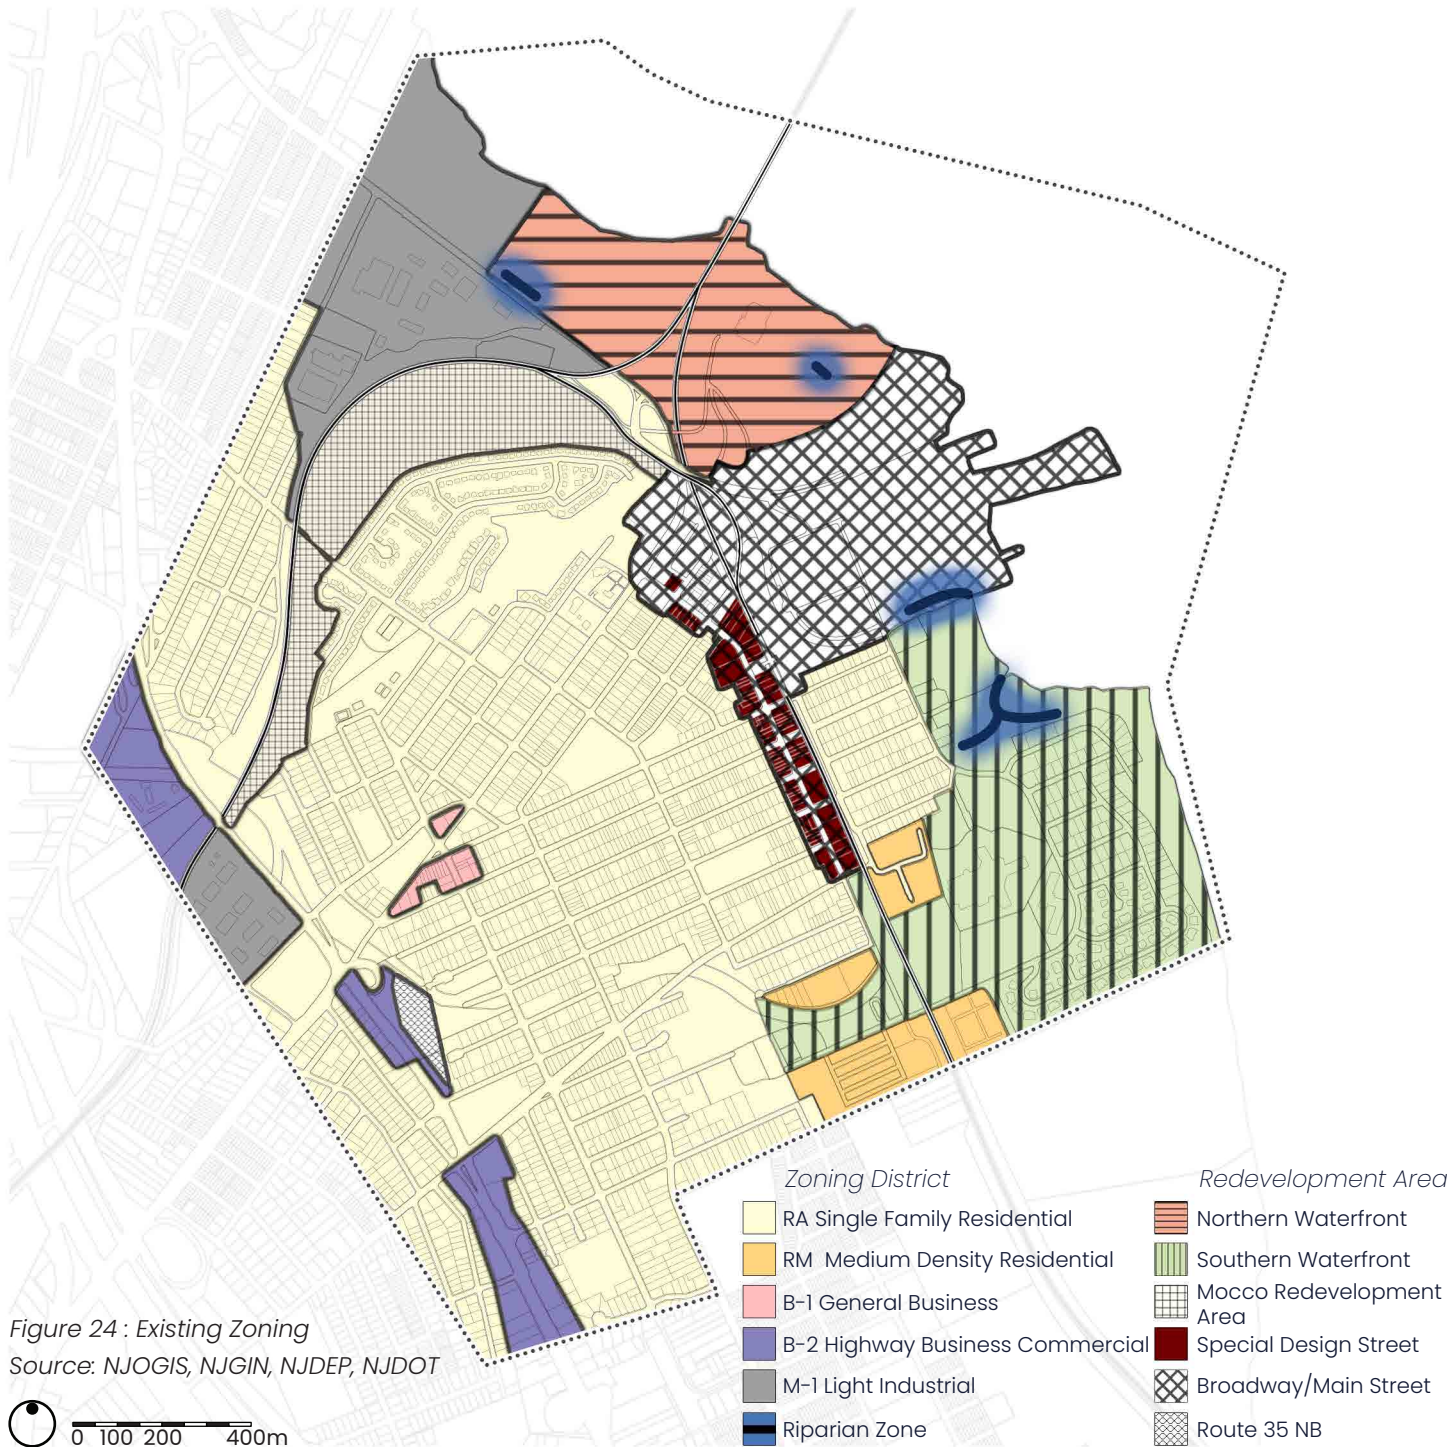 Zoning District
RA Single Family Residential
RM Medium Density Residential
B-1 General Business
B-2 Highway Business Commercial
M-1 Light Industrial
Riparian Zone
Redevelopment Area
Northern Waterfront
Southern Waterfront
Mocco Redevelopment
Area
Special Design Street
Broadway/Main Street
Route 35 NB
Figure 24 : Existing Zoning
Source: NJOGIS, NJGIN, NJDEP, NJDOT
0 100 200 400m